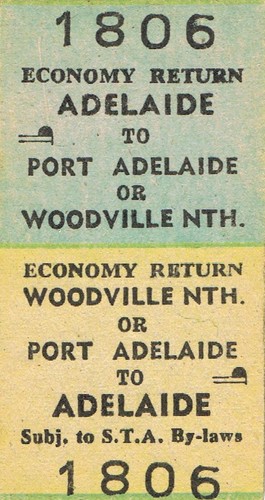 1806
ECONOMY RETURN
ADELAIDE
TO
PORT ADELAIDE
OR
WOODVILLE NTH.
ECONOMY RETURN
WOODVILLE NTH.
OR
PORT ADELAIDE
TO
ADELAIDE
Subj. to S.T.A. By-laws
1806